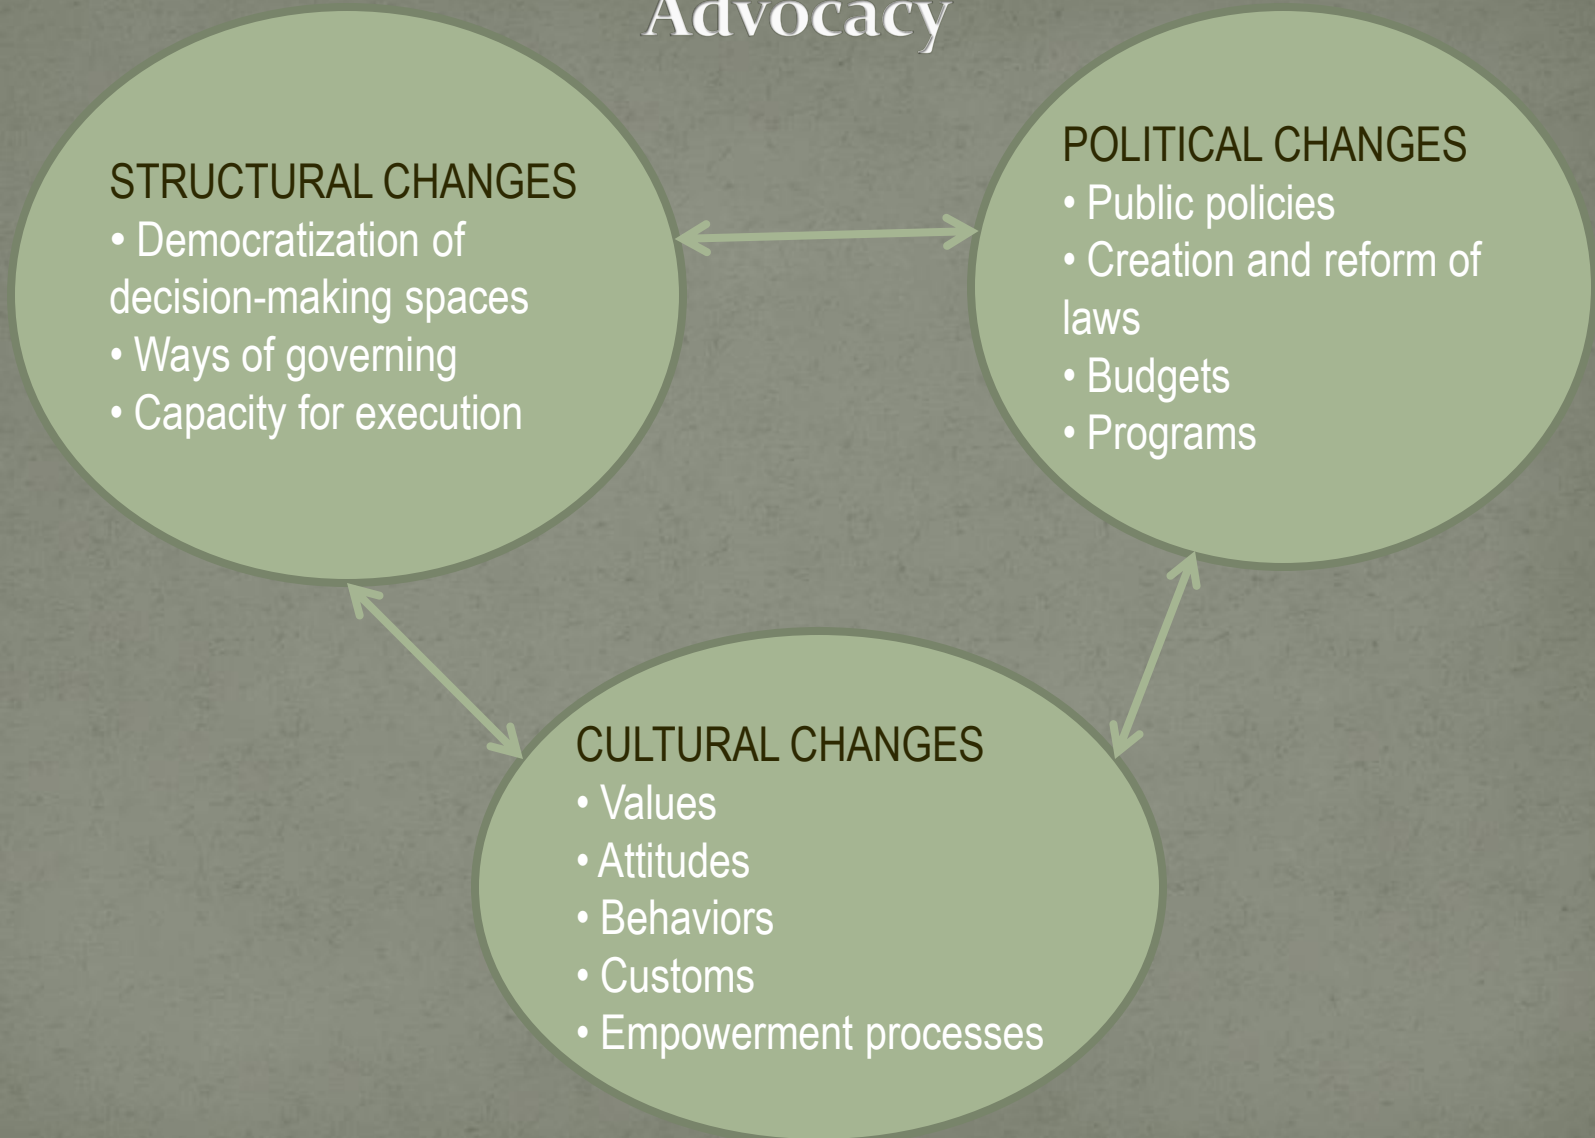 Advocacy
STRUCTURAL CHANGES
• Democratization of
decision-making spaces
• Ways of governing
• Capacity for execution
POLITICAL CHANGES
• Public policies
• Creation and reform of
laws
• Budgets
• Programs
CULTURAL CHANGES
• Values
• Attitudes
• Behaviors
• Customs
• Empowerment processes